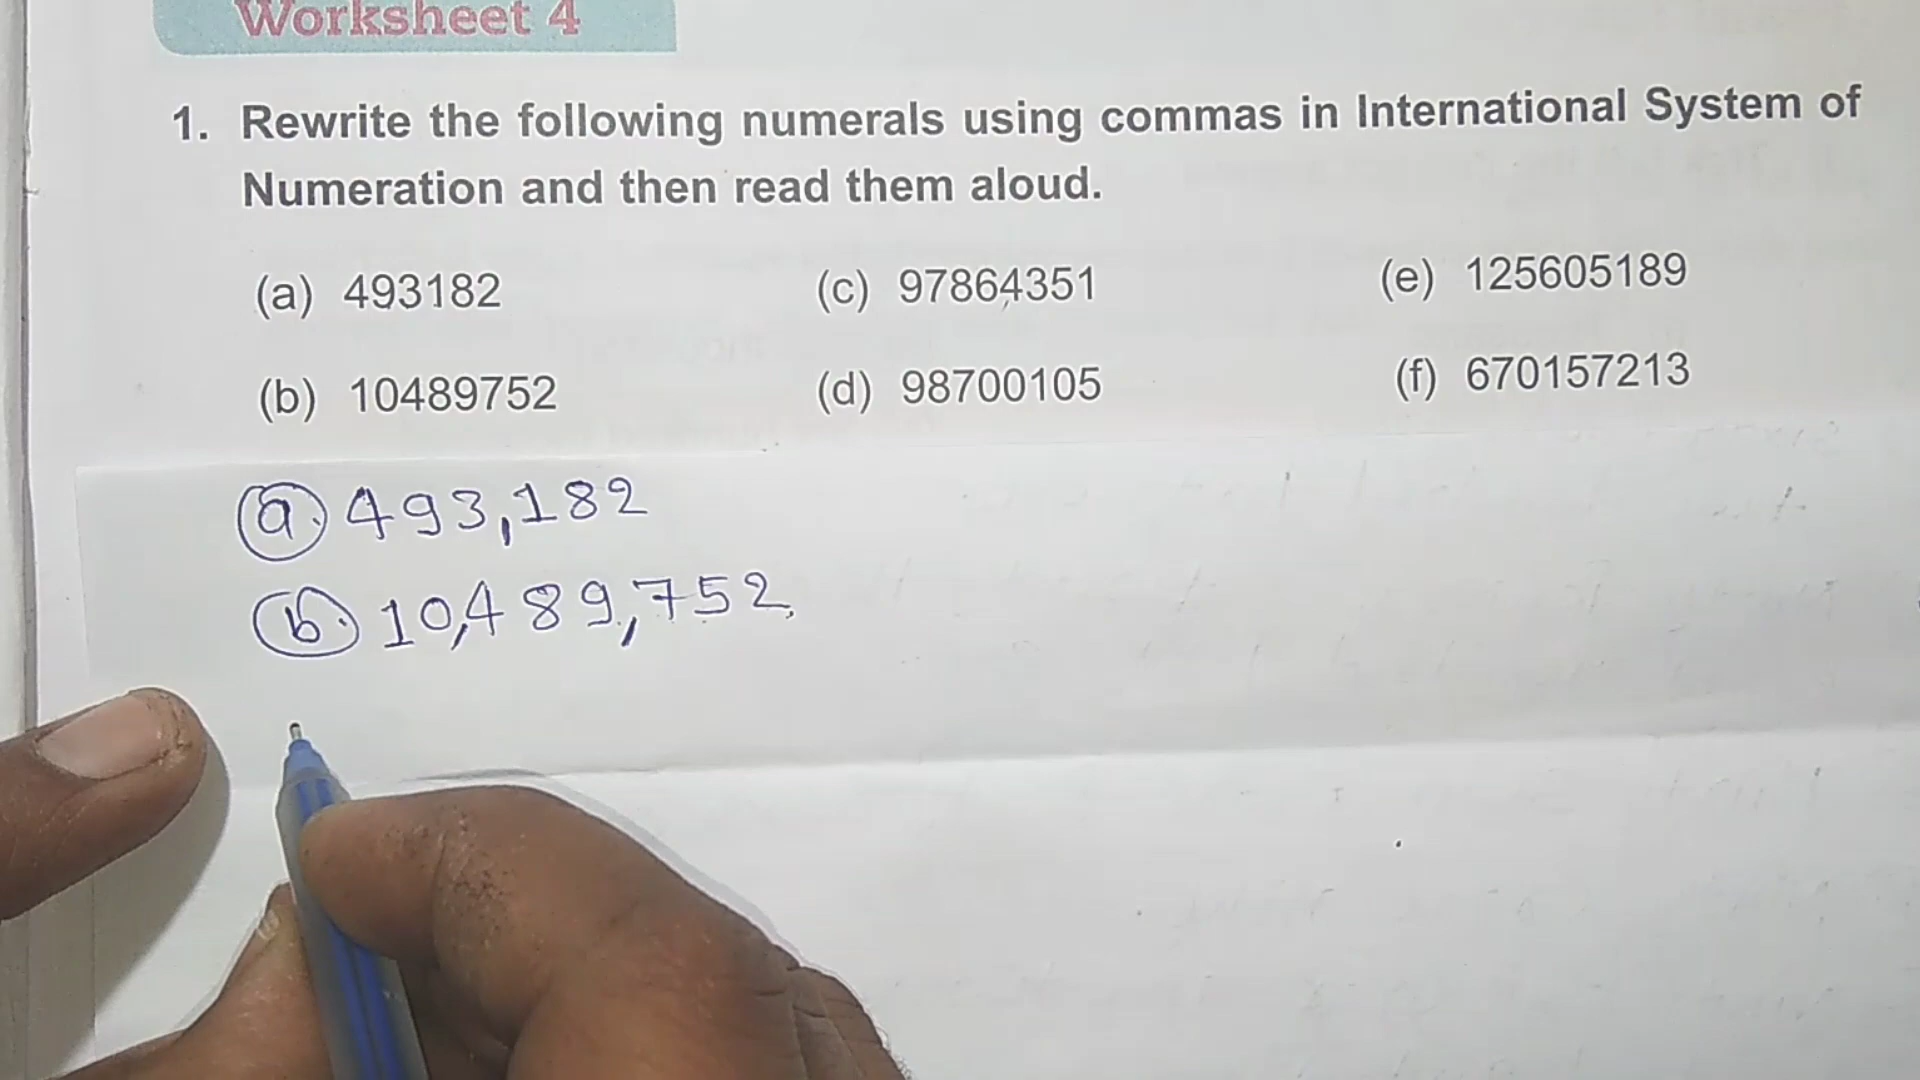 Worksheet 4
1. Rewrite the following numerals using commas in International System of
Numeration and then read them aloud.
(a) 493182 (c) 97864351 (e) 125605189
(b) 10489752 (d) 98700105 (f) 670157213
(a). 493,182
(b). 10,489,752